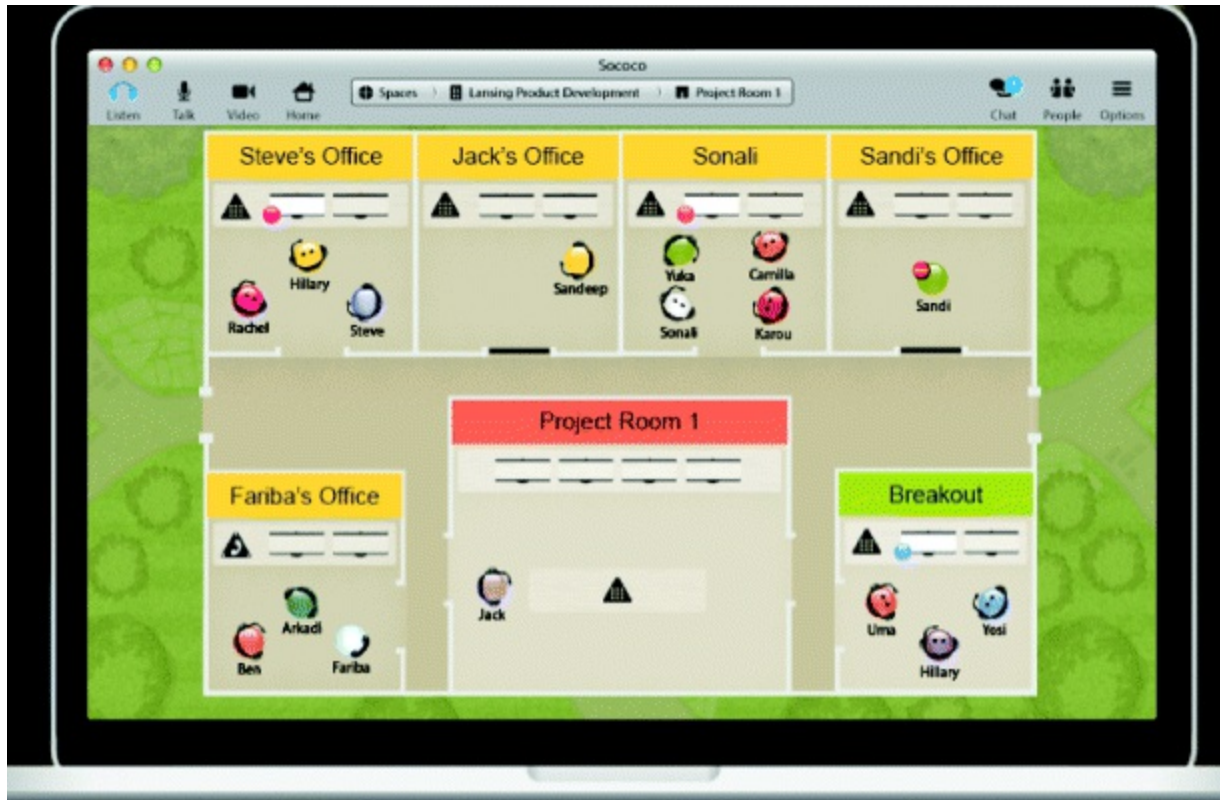 Sococo
Listen Talk Video Home Spaces Lansing Product Development Project Room 1 Chat People Options
Steve's Office Jack's Office Sonali Sandi's Office
Hillary
Rachel
Steve
Sandeep
Yuka Camilla
Sonali Karou
Sandi
Project Room 1
Fariba's Office
Breakout
Arkadi
Ben
Fariba
Jack
Uma
Yosi
Hillary